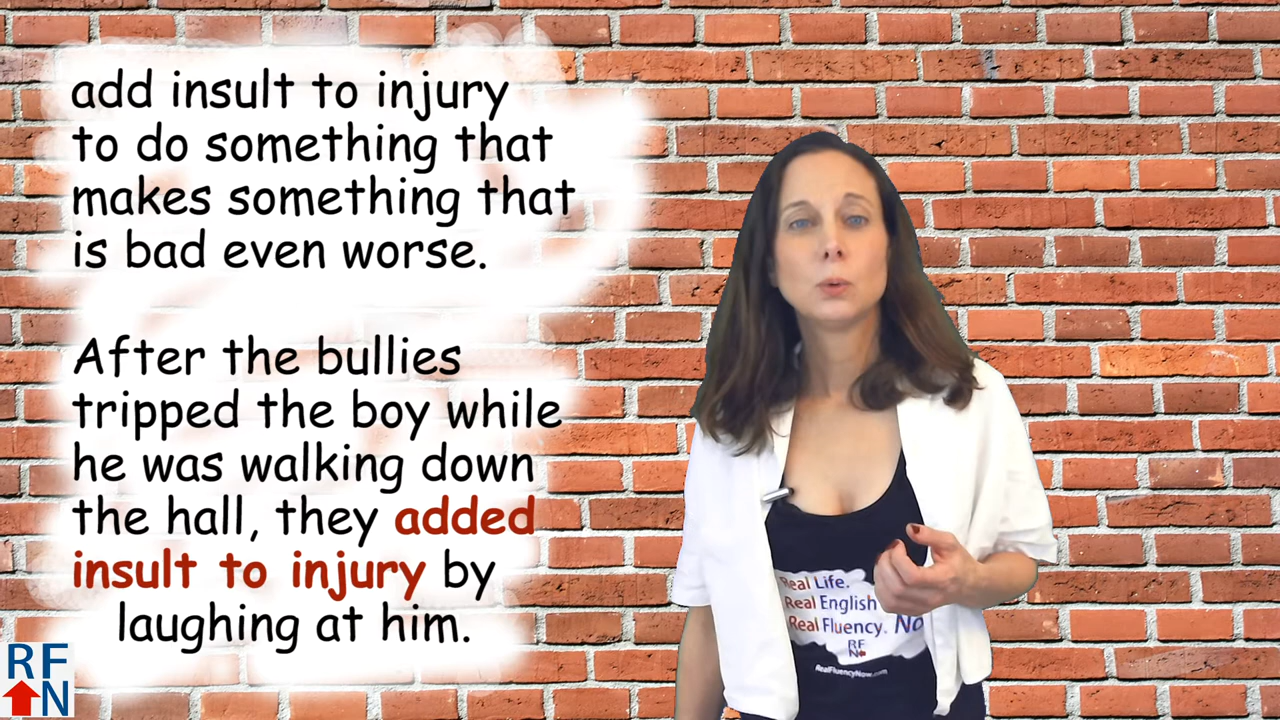 add insult to injury
to do something that
makes something that
is bad even worse.
After the bullies
tripped the boy while
he was walking down
the hall, they added
insult to injury by
laughing at him.
RF
N
Real Life.
Real English
Real Fluency. No
RF
N
RealFluencyNow.com